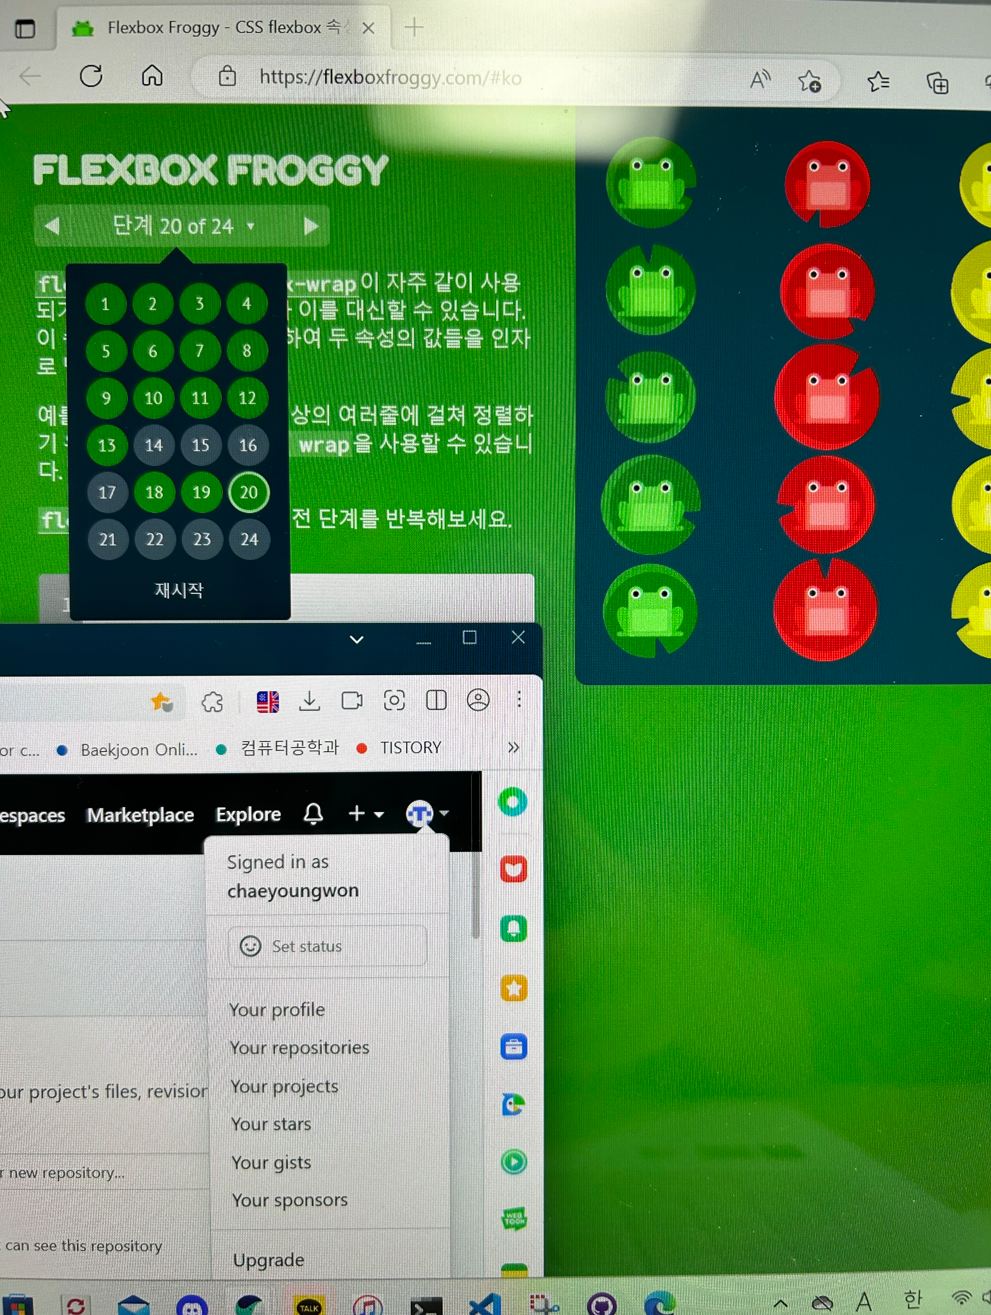 Flexbox Froggy - CSS flexbox 속
https://flexboxfroggy.com/#ko
FLEXBOX FROGGY
단계 20 of 24
fl
x-wrap이 자주 같이 사용
되
이를 대신할 수 있습니다.
이
하여 두 속성의 값들을 인자
로
1 2 3 4
5 6 7 8
9 10 11 12
13 14 15 16
17 18 19 20
21 22 23 24
재시작
예를
상의 여러줄에 걸쳐 정렬하
기
wrap을 사용할 수 있습니
다.
fl
전 단계를 반복해보세요.
1
or c...
Baekjoon Onli...
컴퓨터공학과
TISTORY
espaces
Marketplace
Explore
Signed in as
chaeyoungwon
Set status
Your profile
Your repositories
Your projects
Your stars
Your gists
Your sponsors
Upgrade
our project's files, revisior
r new repository...
can see this repository
WEB
TOON
TALK
A
한